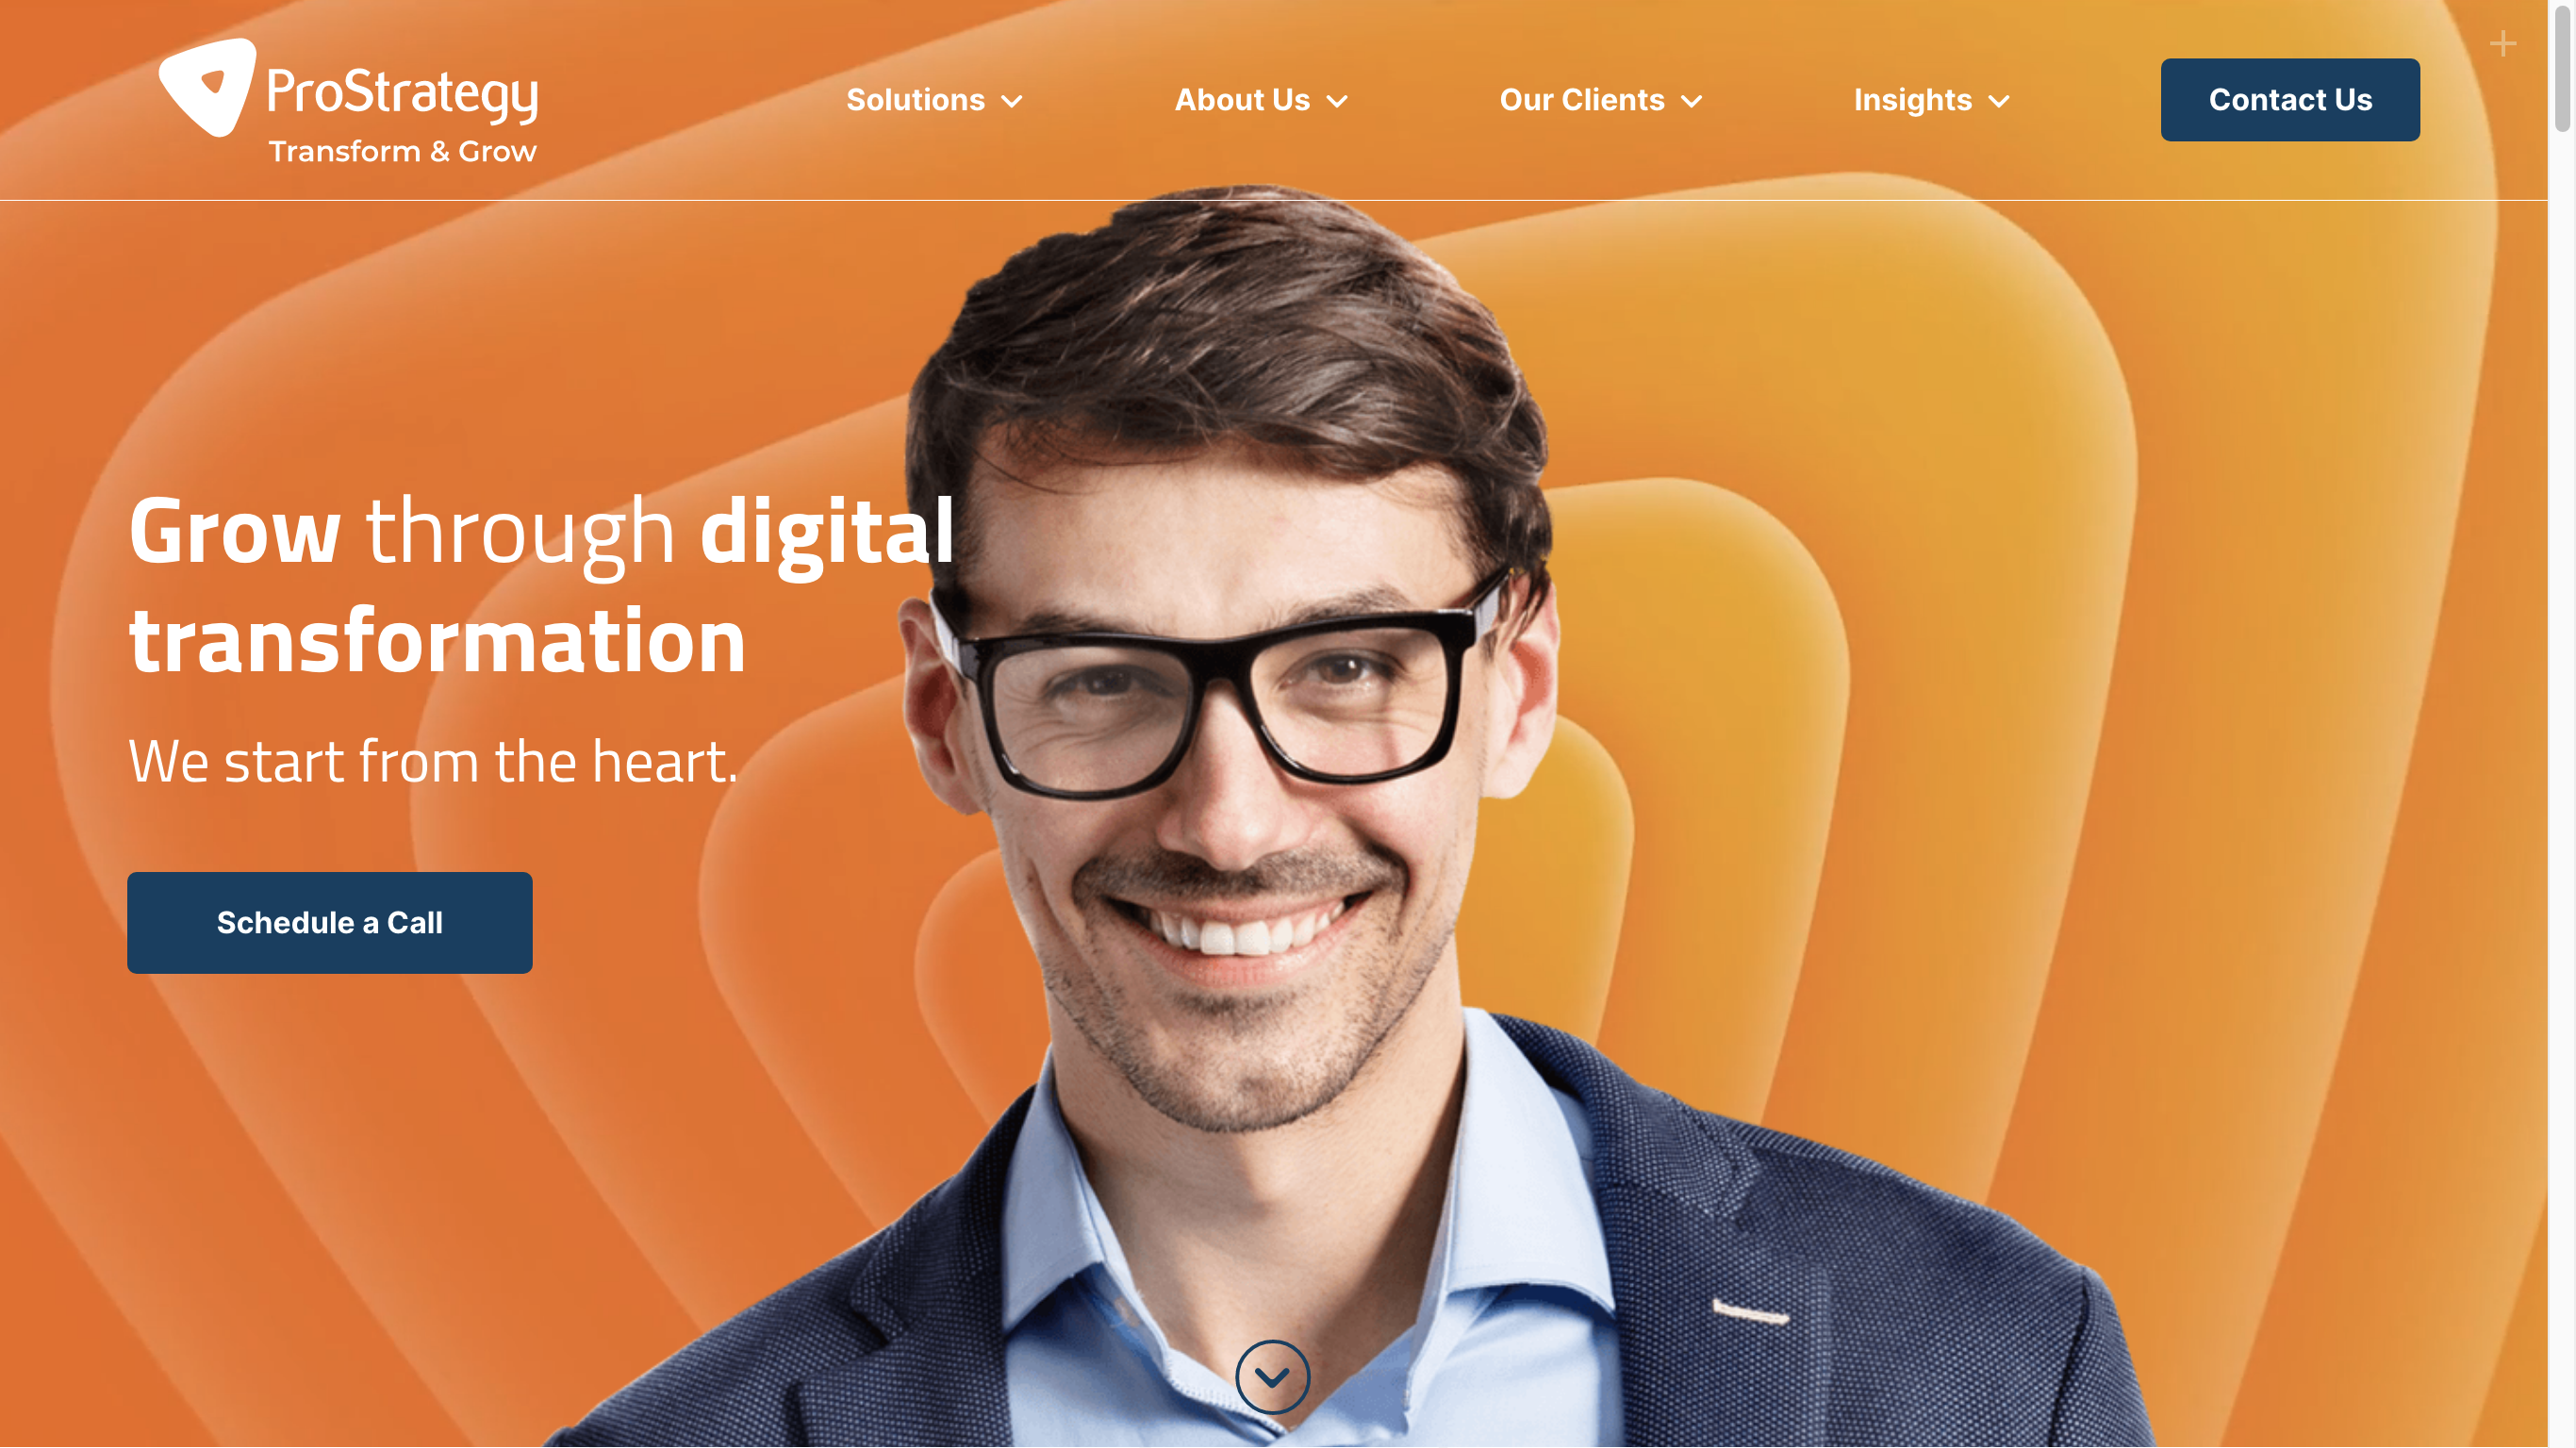 ProStrategy
Transform & Grow
Solutions
About Us
Our Clients
Insights
Contact Us
Grow through digital
transformation
We start from the heart.
Schedule a Call